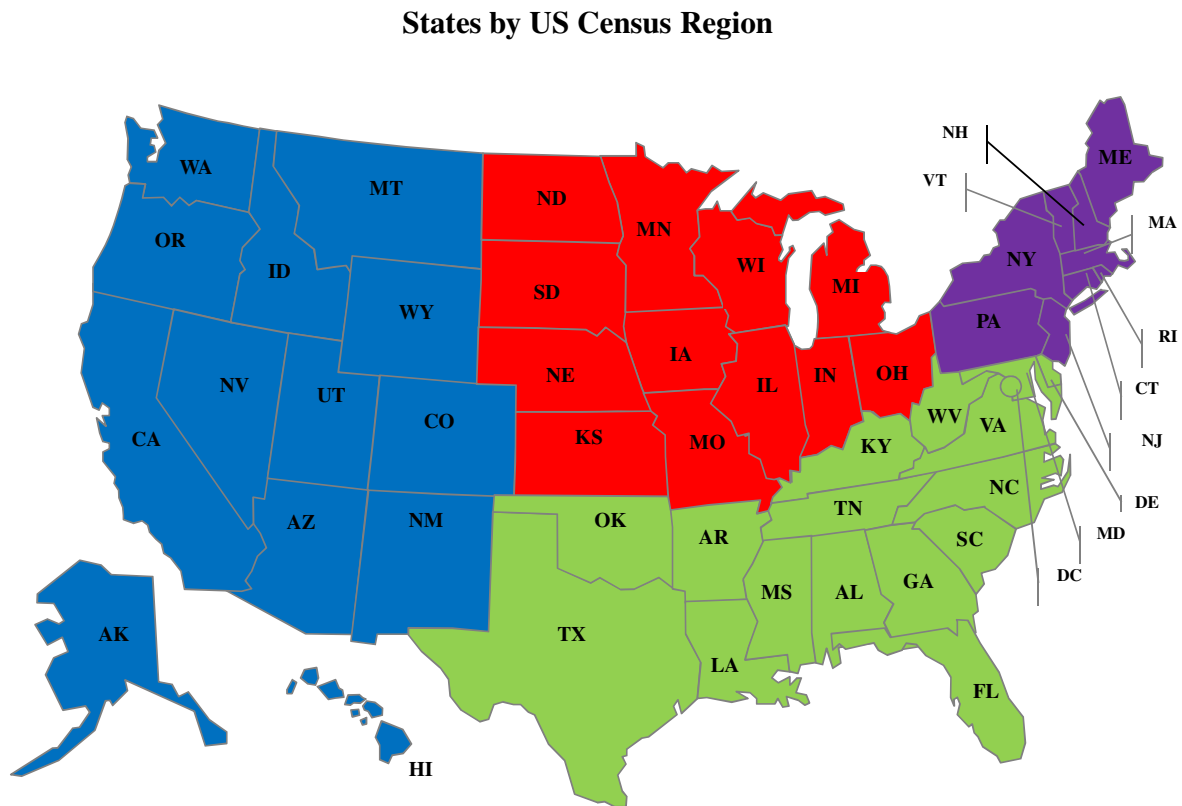 States by US Census Region
NH
ME
WA
MT
VT
ND
MA
MN
OR
NY
WI
ID
MI
SD
WY
PA
RI
IA
OH
NE
IN
NV
IL
CT
UT
CO
WV
VA
KS
CA
MO
KY
NJ
NC
DE
TN
OK
NM
AZ
MD
AR
SC
DC
GA
MS
AL
AK
TX
LA
FL
HI